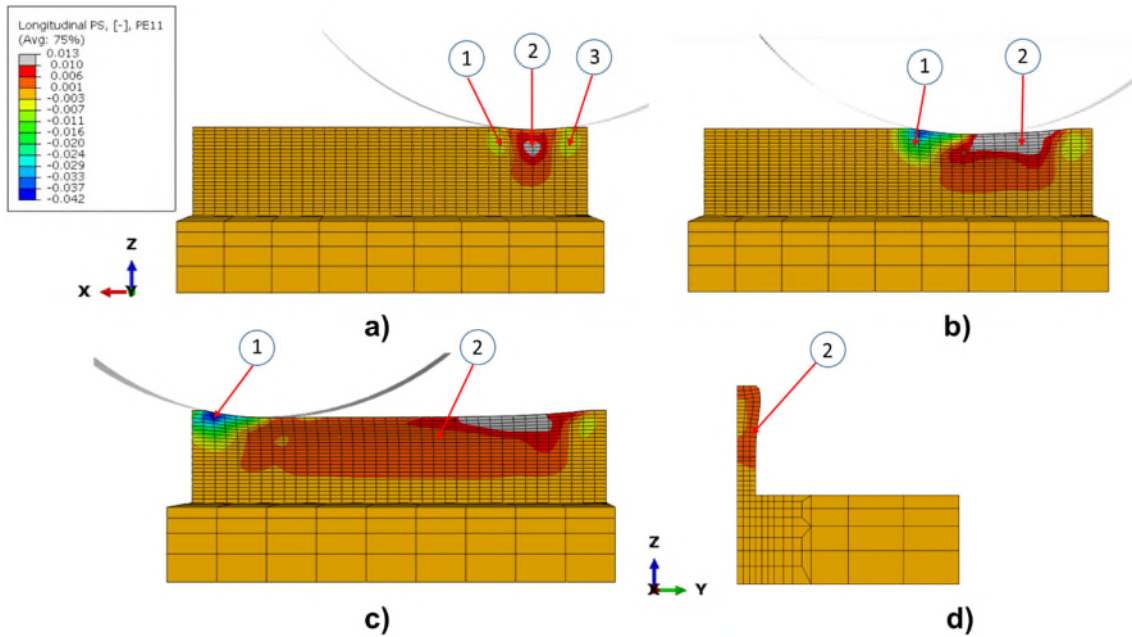 Longitudinal PS, [-], PE11
(Avg: 75%)
0.013
0.010
0.006
0.001
-0.003
-0.007
-0.011
-0.016
-0.020
-0.024
-0.029
-0.033
-0.037
-0.042
1
2
3
Z
X
Y
a)
1
2
b)
1
2
c)
2
Z
X
Y
d)